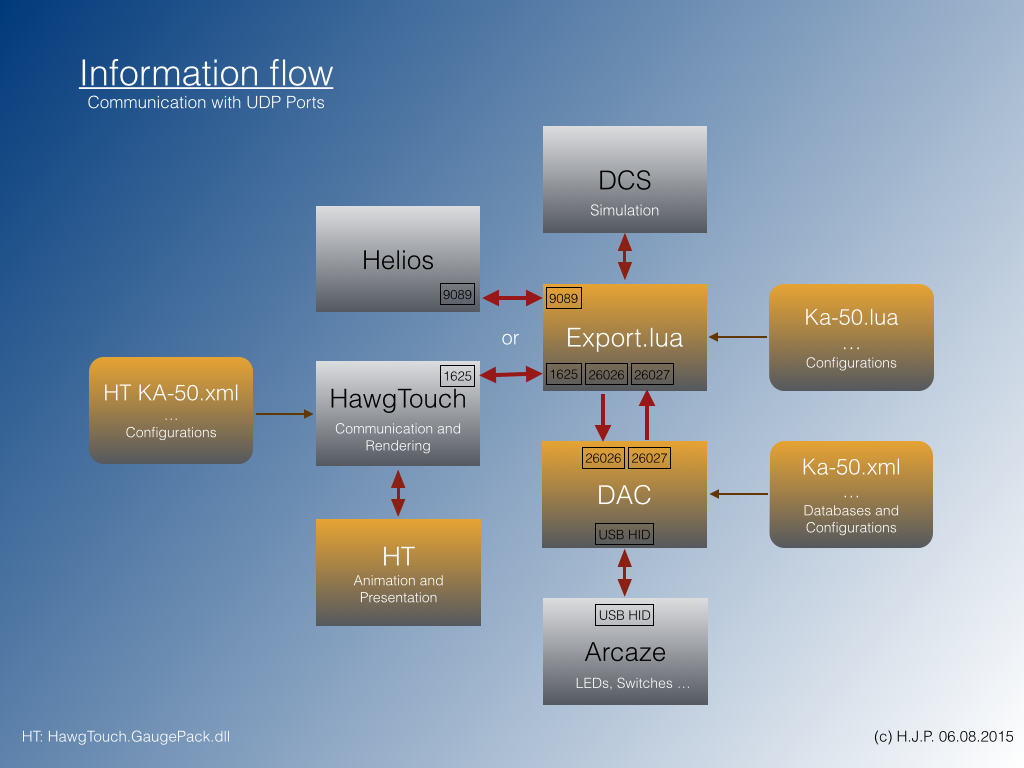 Information flow
Communication with UDP Ports
DCS
Simulation
Helios
9089
9089
Export.lua
1625 26026 26027
or
Ka-50.lua
...
Configurations
HT KA-50.xml
...
Configurations
1625
HawgTouch
Communication and
Rendering
26026 26027
DAC
USB HID
Ka-50.xml
...
Databases and
Configurations
HT
Animation and
Presentation
USB HID
Arcaze
LEDs, Switches ...
HT: HawgTouch.GaugePack.dll
(c) H.J.P. 06.08.2015